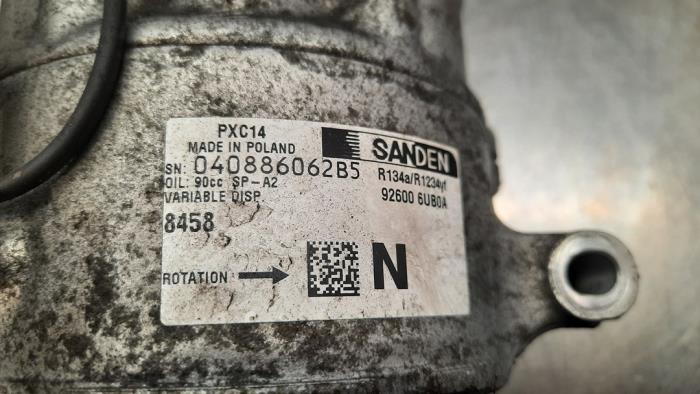 PXC14
MADE IN POLAND
SANDEN
SN: 040886062B5
R134a/R1234yf
OIL: 90cc SP-A2
92600 6UB0A
VARIABLE DISP.
8458
ROTATION
N